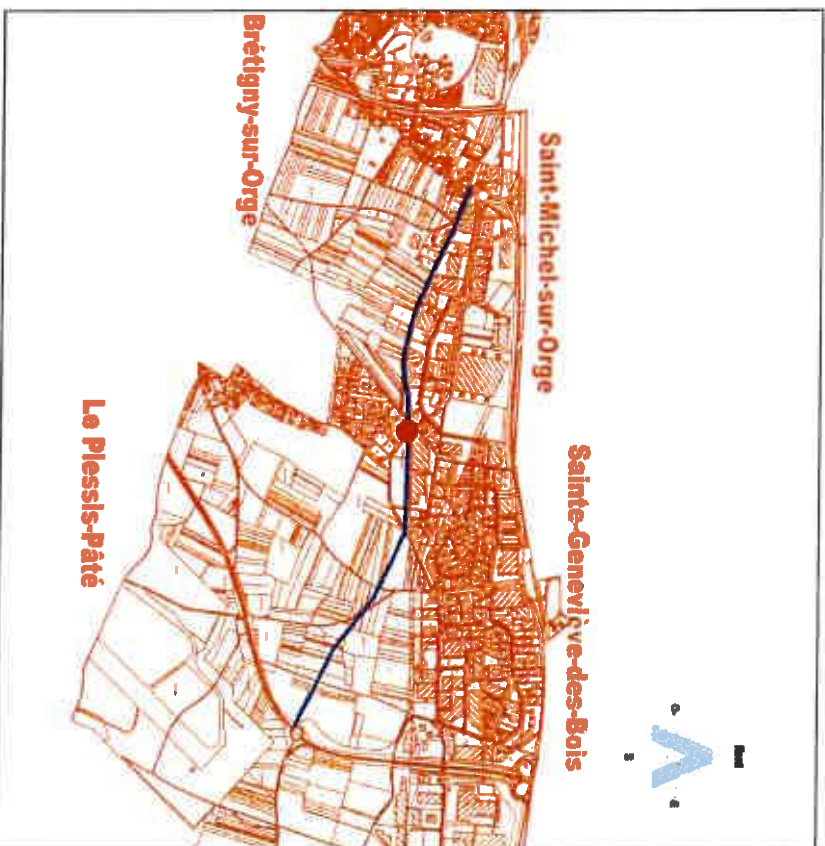 Saint-Michel-sur-Orge
Sainte-Geneviève-des-Bois
Brétigny-sur-Orge
Le Plessis-Pâté